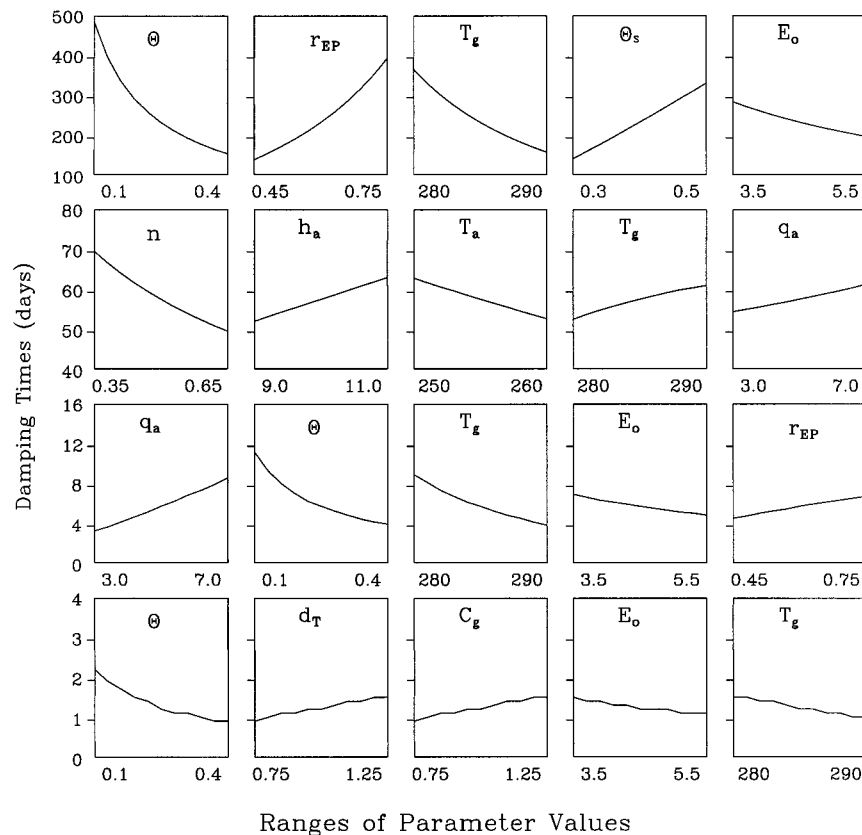 500
400
300
200
100
Θ
r_EP
T_g
Θ_s
E_o
0.1 0.4
0.45 0.75
280 290
0.3 0.5
3.5 5.5
80
70
60
50
40
n
h_a
T_a
T_g
q_a
0.35 0.65
9.0 11.0
250 260
280 290
3.0 7.0
Damping Times (days)
16
12
8
4
0
q_a
Θ
T_g
E_o
r_EP
3.0 7.0
0.1 0.4
280 290
3.5 5.5
0.45 0.75
4
3
2
1
0
Θ
d_T
C_g
E_o
T_g
0.1 0.4
0.75 1.25
0.75 1.25
3.5 5.5
280 290
Ranges of Parameter Values